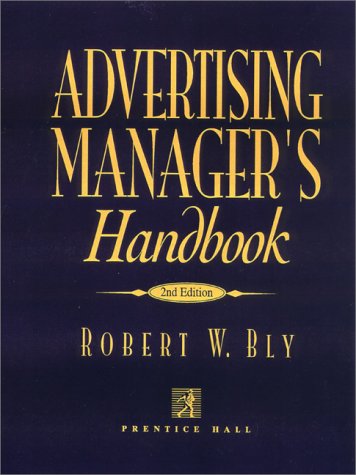 ADVERTISING
MANAGER'S
Handbook
2nd Edition
ROBERT W. BLY
PRENTICE HALL